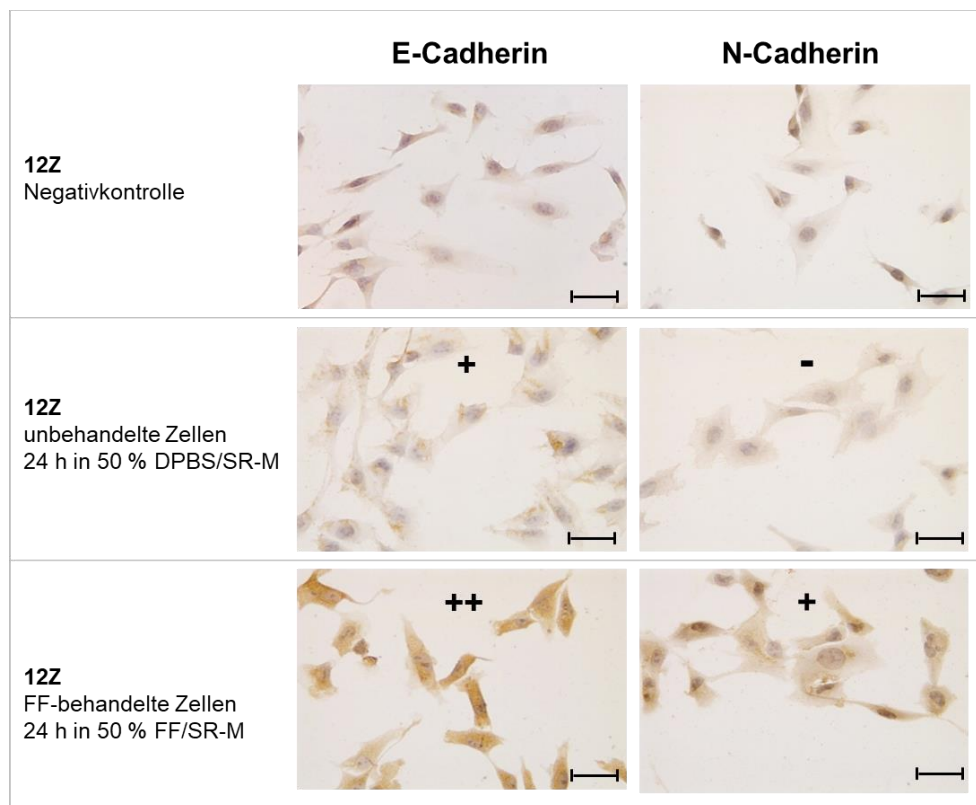 E-Cadherin
N-Cadherin
12Z
Negativkontrolle
12Z
unbehandelte Zellen
24 h in 50 % DPBS/SR-M
+
-
12Z
FF-behandelte Zellen
24 h in 50 % FF/SR-M
++
+